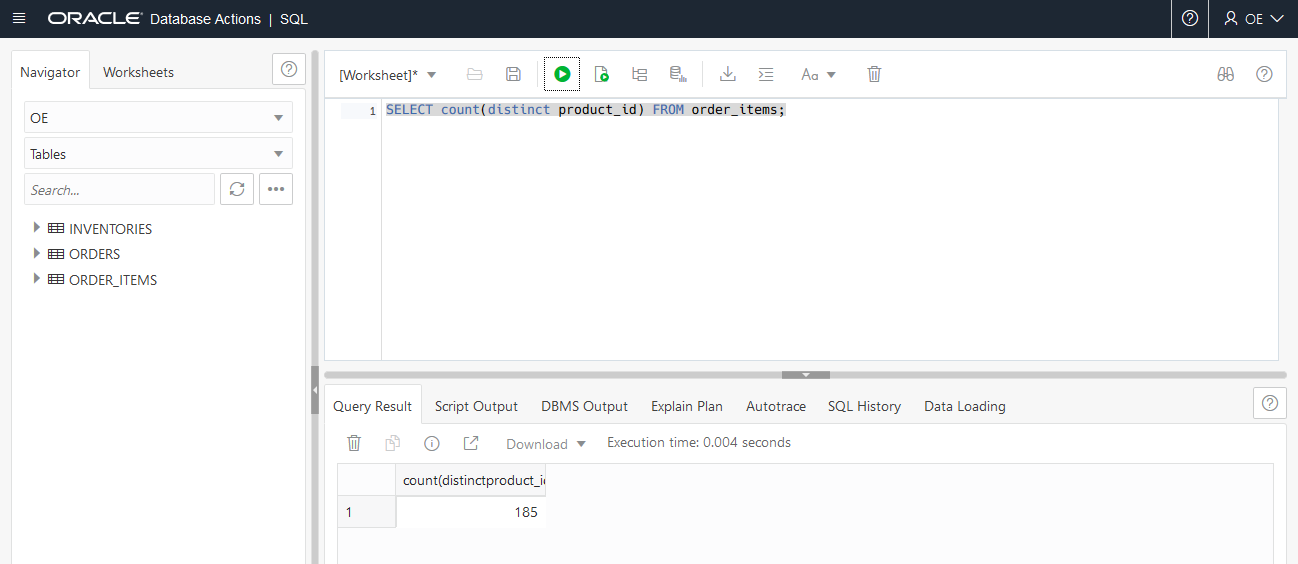 ORACLE Database Actions | SQL
OE
Navigator
Worksheets
OE
Tables
Search...
INVENTORIES
ORDERS
ORDER_ITEMS
[Worksheet]*
Aa
1 SELECT count(distinct product_id) FROM order_items;
Query Result
Script Output
DBMS Output
Explain Plan
Autotrace
SQL History
Data Loading
Download
Execution time: 0.004 seconds
count(distinctproduct_i
1 185